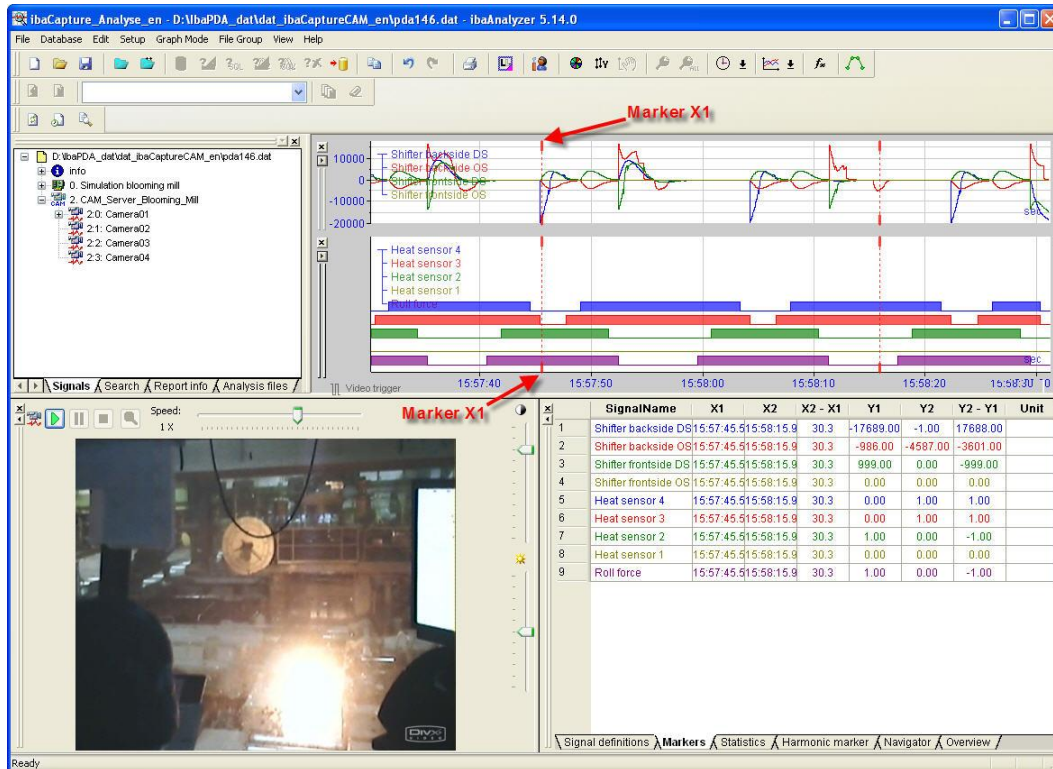 ibaCapture_Analyse_en - D:\IbaPDA_dat\dat_ibaCaptureCAM_en\pda146.dat - ibaAnalyzer 5.14.0
File Database Edit Setup Graph Mode File Group View Help
Marker X1
D:\IbaPDA_dat\dat_ibaCaptureCAM_en\pda146.dat
info
0. Simulation blooming mill
2. CAM_Server_Blooming_Mill
2:0: Camera01
2:1: Camera02
2:2: Camera03
2:3: Camera04
Signals Search Report info Analysis files
10000
0
-10000
-20000
Shifter backside DS
Shifter backside OS
Shifter frontside DS
Shifter frontside OS
sec
Heat sensor 4
Heat sensor 3
Heat sensor 2
Heat sensor 1
Roll force
sec
Video trigger
15:57:40 15:57:50 15:58:00 15:58:10 15:58:20 15:58:30
Marker X1
Speed:
1 X
DivX
VIDEO
SignalName X1 X2 X2 - X1 Y1 Y2 Y2 - Y1 Unit
1 Shifter backside DS 15:57:45.5 15:58:15.9 30.3 -17689.00 -1.00 17688.00
2 Shifter backside OS 15:57:45.5 15:58:15.9 30.3 -986.00 -4587.00 -3601.00
3 Shifter frontside DS 15:57:45.5 15:58:15.9 30.3 999.00 0.00 -999.00
4 Shifter frontside OS 15:57:45.5 15:58:15.9 30.3 0.00 0.00 0.00
5 Heat sensor 4 15:57:45.5 15:58:15.9 30.3 0.00 1.00 1.00
6 Heat sensor 3 15:57:45.5 15:58:15.9 30.3 0.00 1.00 1.00
7 Heat sensor 2 15:57:45.5 15:58:15.9 30.3 1.00 0.00 -1.00
8 Heat sensor 1 15:57:45.5 15:58:15.9 30.3 0.00 0.00 0.00
9 Roll force 15:57:45.5 15:58:15.9 30.3 1.00 0.00 -1.00
Signal definitions Markers Statistics Harmonic marker Navigator Overview
Ready